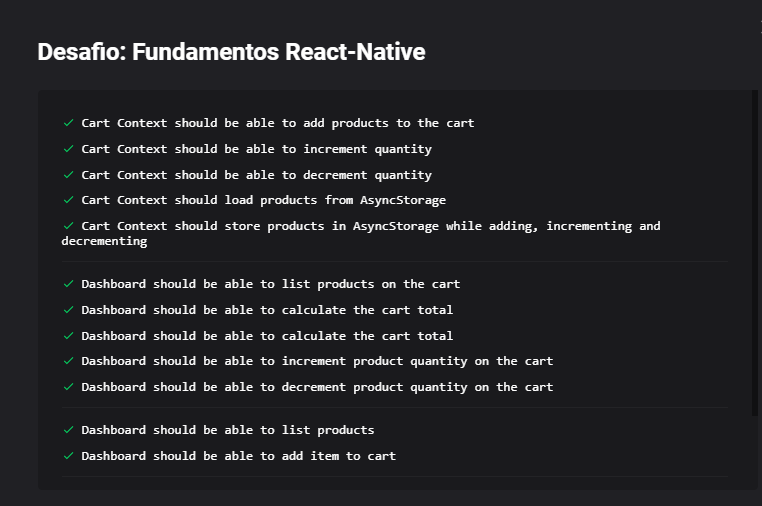 Desafio: Fundamentos React-Native
✓ Cart Context should be able to add products to the cart
✓ Cart Context should be able to increment quantity
✓ Cart Context should be able to decrement quantity
✓ Cart Context should load products from AsyncStorage
✓ Cart Context should store products in AsyncStorage while adding, incrementing and
decrementing
✓ Dashboard should be able to list products on the cart
✓ Dashboard should be able to calculate the cart total
✓ Dashboard should be able to calculate the cart total
✓ Dashboard should be able to increment product quantity on the cart
✓ Dashboard should be able to decrement product quantity on the cart
✓ Dashboard should be able to list products
✓ Dashboard should be able to add item to cart